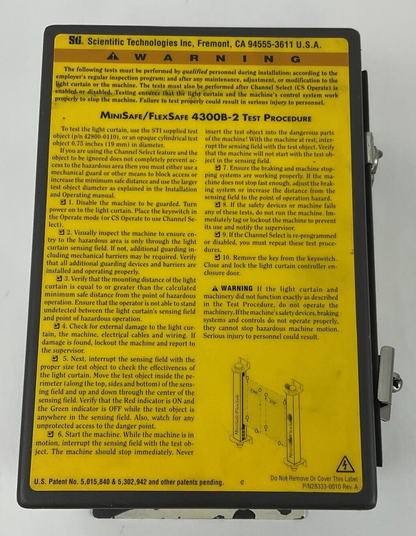 STI Scientific Technologies Inc, Fremont, CA 94555-3611 U.S.A.
WARNING
The following tests must be performed by qualified personnel during installation: according to the
employer's regular inspection program; and after any maintenance, adjustment, or modification to the
light curtain or the machine. The tests must also be performed after Channel Select (CS Operate) is
enabled or disabled. Testing ensures that the light curtain and the machine's control system work
properly to stop the machine. Failure to test properly could result in serious injury to personnel.
MINISAFE/FLEXSAFE 4300B-2 TEST PROCEDURE
To test the light curtain, use the STI supplied test
object (p/n 42800-0110), or an opaque cylindrical test
object 0.75 inches (19 mm) in diameter.
If you are using the Channel Select feature and the
object to be ignored does not completely prevent ac-
cess to the hazardous area then you must either use a
mechanical guard or other means to block access or
increase the minimum safe distance and use the larger
test object diameter as explained in the Installation
and Operating manual.
1. Disable the machine to be guarded. Turn
power on to the light curtain. Place the keyswitch in
the Operate mode (or CS Operate to use Channel Se-
lect).
2. Visually inspect the machine to ensure en-
try to the hazardous area is only through the light
curtain sensing field. If not, additional guarding in-
cluding mechanical barriers may be required. Verify
that all additional guarding devices and barriers are
installed and operating properly.
3. Verify that the mounting distance of the light
curtain is equal to or greater than the calculated
minimum safe distance from the point of hazardous
operation. Ensure that the operator is not able to stand
undetected between the light curtain's sensing field
and point of hazardous operation.
4. Check for external damage to the light cur-
tain, the machine, electrical cables and wiring. If
damage is found, lockout the machine and report to
the supervisor.
5. Next, interrupt the sensing field with the
proper size test object to check the effectiveness of
the light curtain. Move the test object inside the pe-
rimeter (along the top, sides and bottom) of the sens-
ing field and up and down through the center of the
sensing field. Verify that the Red indicator is ON and
the Green indicator is OFF while the test object is
anywhere in the sensing field. Also, watch for any
unprotected access to the danger point.
6. Start the machine. While the machine is in
motion, interrupt the sensing field with the test ob-
ject. The machine should stop immediately. Never
insert the test object into the dangerous parts
of the machine! With the machine at rest; inter-
rupt the sensing field with the test object. Verify
that the machine will not start with the test ob-
ject in the sensing field.
7. Ensure the braking and machine stop-
ping systems are working properly. If the ma-
chine does not stop fast enough, adjust the brak-
ing system or increase the distance from the
sensing field to the point of operation hazard.
8. If the safety devices or machine fails
any of these tests, do not run the machine. Im-
mediately tag or lockout the machine to prevent
its use and notify the supervisor.
9. If the Channel Select is re-programmed
or disabled, you must repeat these test proce-
dures.
10. Remove the key from the keyswitch.
Close and lock the light curtain controller en-
closure door.
WARNING If the light curtain and
machinery did not function exactly as described
in the Test Procedure, do not operate the
machinery. If the machine's safety devices, braking
systems and controls do not operate properly,
they cannot stop hazardous machine motion.
Serious injury to personnel could result.
U.S. Patent No. 5,015,840 & 5,302,942 and other patents pending.
Do Not Remove Or Cover This Label
P/N28333-0010 Rev. A